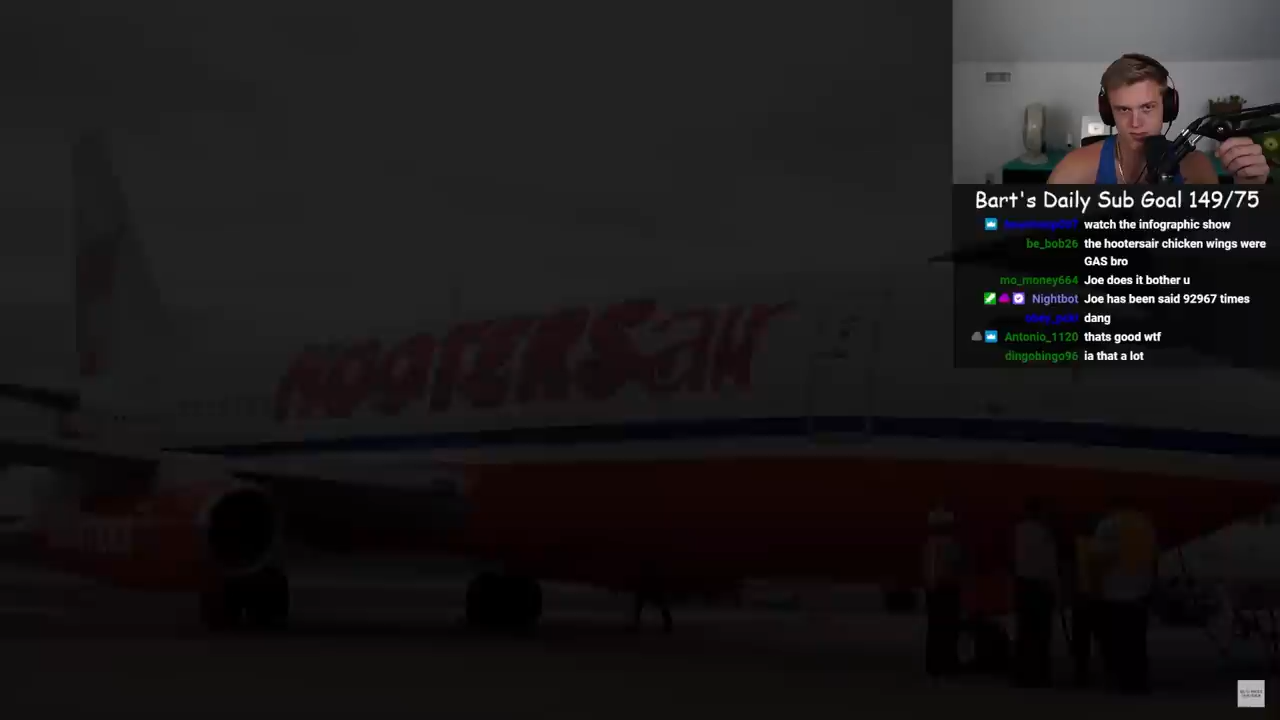 HOOTERSair
Bart's Daily Sub Goal 149/75
watch the infographic show
be_bob26 the hootersair chicken wings were
GAS bro
mo_money664 Joe does it bother u
Nightbot Joe has been said 92967 times
dang
Antonio_1120 thats good wtf
dingohingo96 ia that a lot